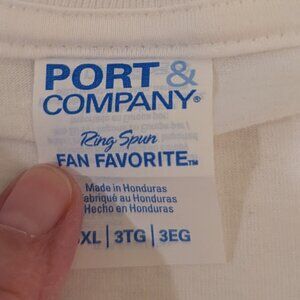 PORT &
COMPANY®
Ring Spun
FAN FAVORITE™
Made in Honduras
Fabriqué au Honduras
Hecho en Honduras
XL | 3TG | 3EG